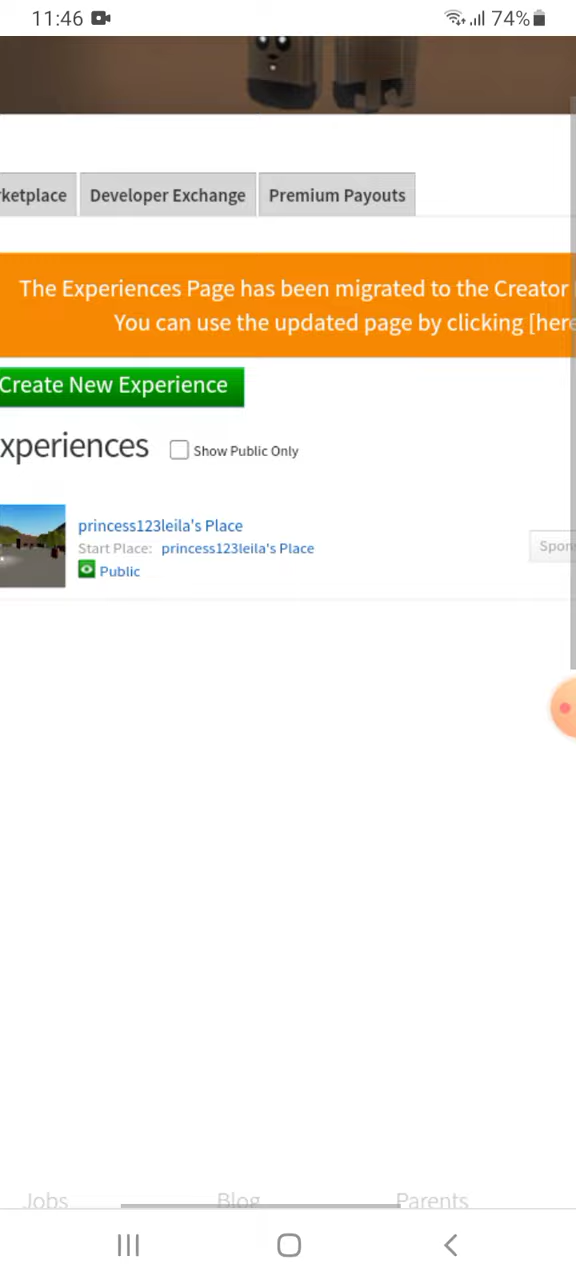 11:46 74%
ketplace Developer Exchange Premium Payouts
The Experiences Page has been migrated to the Creator
You can use the updated page by clicking [here
Create New Experience
xperiences Show Public Only
princess123leila's Place
Start Place: princess123leila's Place
Spon
Public
Jobs Blog Parents